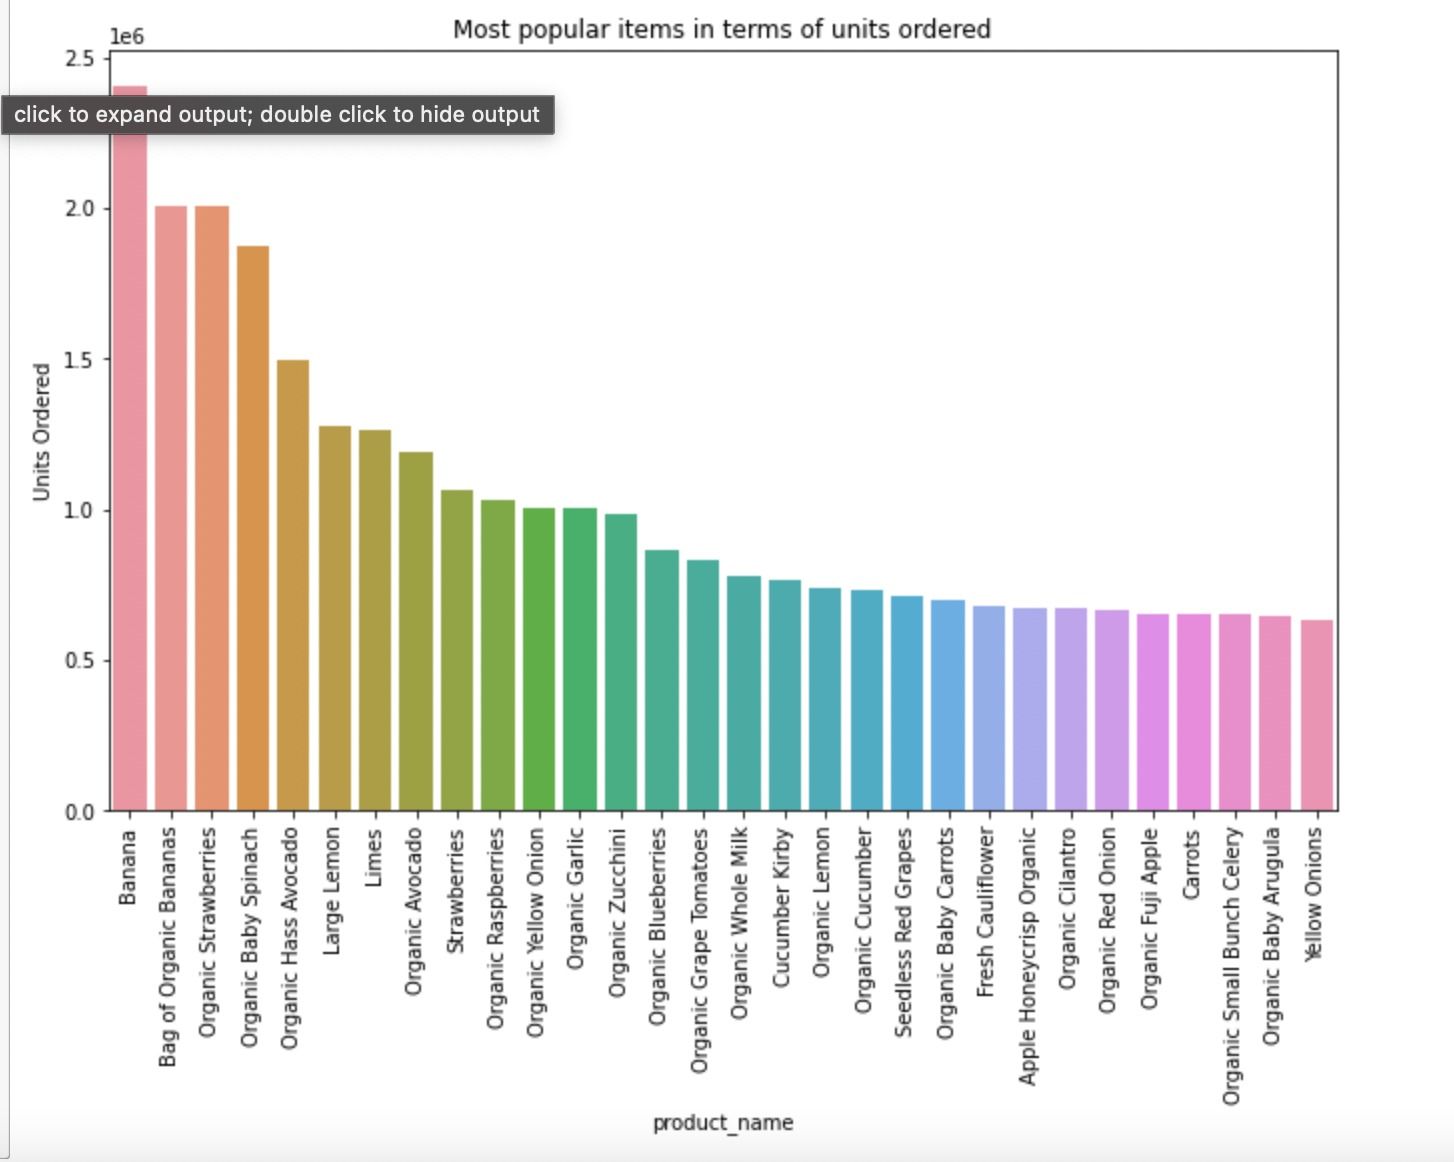 Most popular items in terms of units ordered
1e6
2.5
click to expand output; double click to hide output
2.0
1.5
1.0
0.5
0.0
Units Ordered
Banana
Bag of Organic Bananas
Organic Strawberries
Organic Baby Spinach
Organic Hass Avocado
Large Lemon
Limes
Organic Avocado
Strawberries
Organic Raspberries
Organic Yellow Onion
Organic Garlic
Organic Zucchini
Organic Blueberries
Organic Grape Tomatoes
Organic Whole Milk
Cucumber Kirby
Organic Lemon
Organic Cucumber
Seedless Red Grapes
Organic Baby Carrots
Fresh Cauliflower
Apple Honeycrisp Organic
Organic Cilantro
Organic Red Onion
Organic Fuji Apple
Carrots
Organic Small Bunch Celery
Organic Baby Arugula
Yellow Onions
product_name